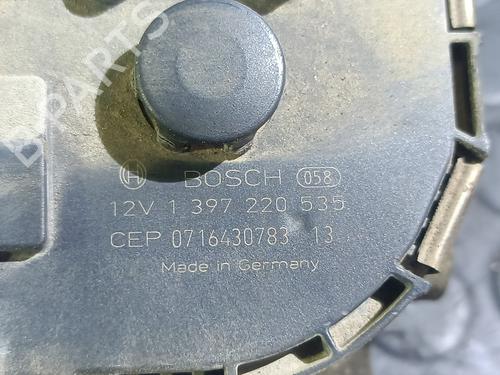 B-PARTS
BOSCH 058
12V 1 397 220 535
CEP 0716430783 13
Made in Germany